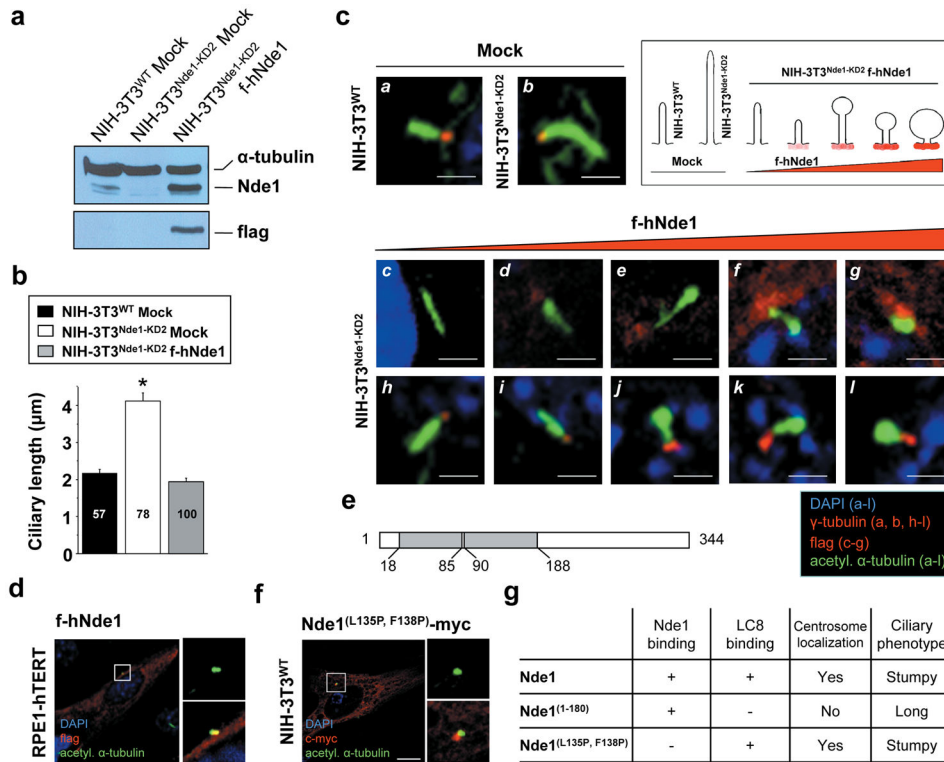 a
NIH-3T3WT Mock
NIH-3T3Nde1-KD2 Mock
NIH-3T3Nde1-KD2 f-hNde1
α-tubulin
Nde1
flag
b
NIH-3T3WT Mock
NIH-3T3Nde1-KD2 Mock
NIH-3T3Nde1-KD2 f-hNde1
Ciliary length (μm)
4
3
2
1
0
*
57
78
100
c
Mock
NIH-3T3WT
a
NIH-3T3Nde1-KD2
b
NIH-3T3WT
NIH-3T3Nde1-KD2
NIH-3T3Nde1-KD2 f-hNde1
Mock
f-hNde1
f-hNde1
NIH-3T3Nde1-KD2
c
d
e
f
g
h
i
j
k
l
DAPI (a-l)
γ-tubulin (a, b, h-l)
flag (c-g)
acetyl. α-tubulin (a-l)
e
1
344
18
85
90
188
d
f-hNde1
RPE1-hTERT
DAPI
flag
acetyl. α-tubulin
f
Nde1(L135P, F138P)-myc
NIH-3T3WT
DAPI
c-myc
acetyl. α-tubulin
g
Nde1 binding LC8 binding Centrosome localization Ciliary phenotype
Nde1 + + Yes Stumpy
Nde1(1-180) + - No Long
Nde1(L135P, F138P) - + Yes Stumpy